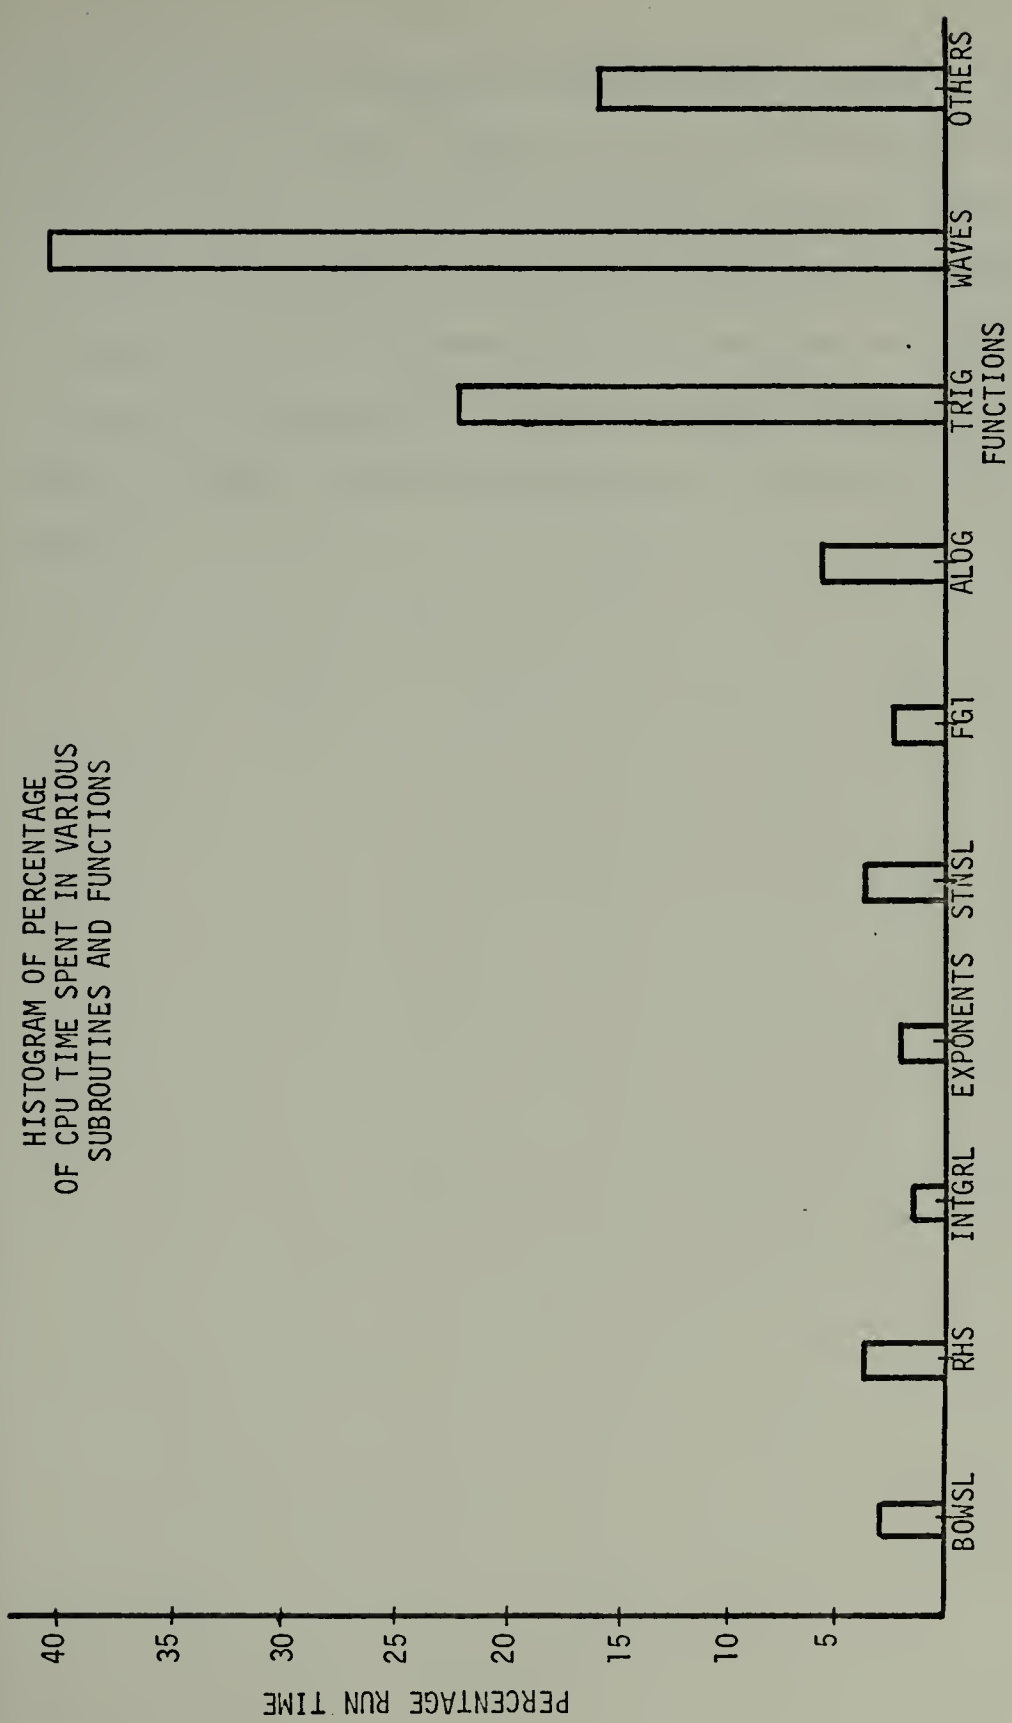 HISTOGRAM OF PERCENTAGE
OF CPU TIME SPENT IN VARIOUS
SUBROUTINES AND FUNCTIONS
PERCENTAGE RUN TIME
40
35
30
25
20
15
10
5
BOWSL RHS INTGRL EXPONENTS STNSL FG1 ALOG TRIG WAVES OTHERS
FUNCTIONS